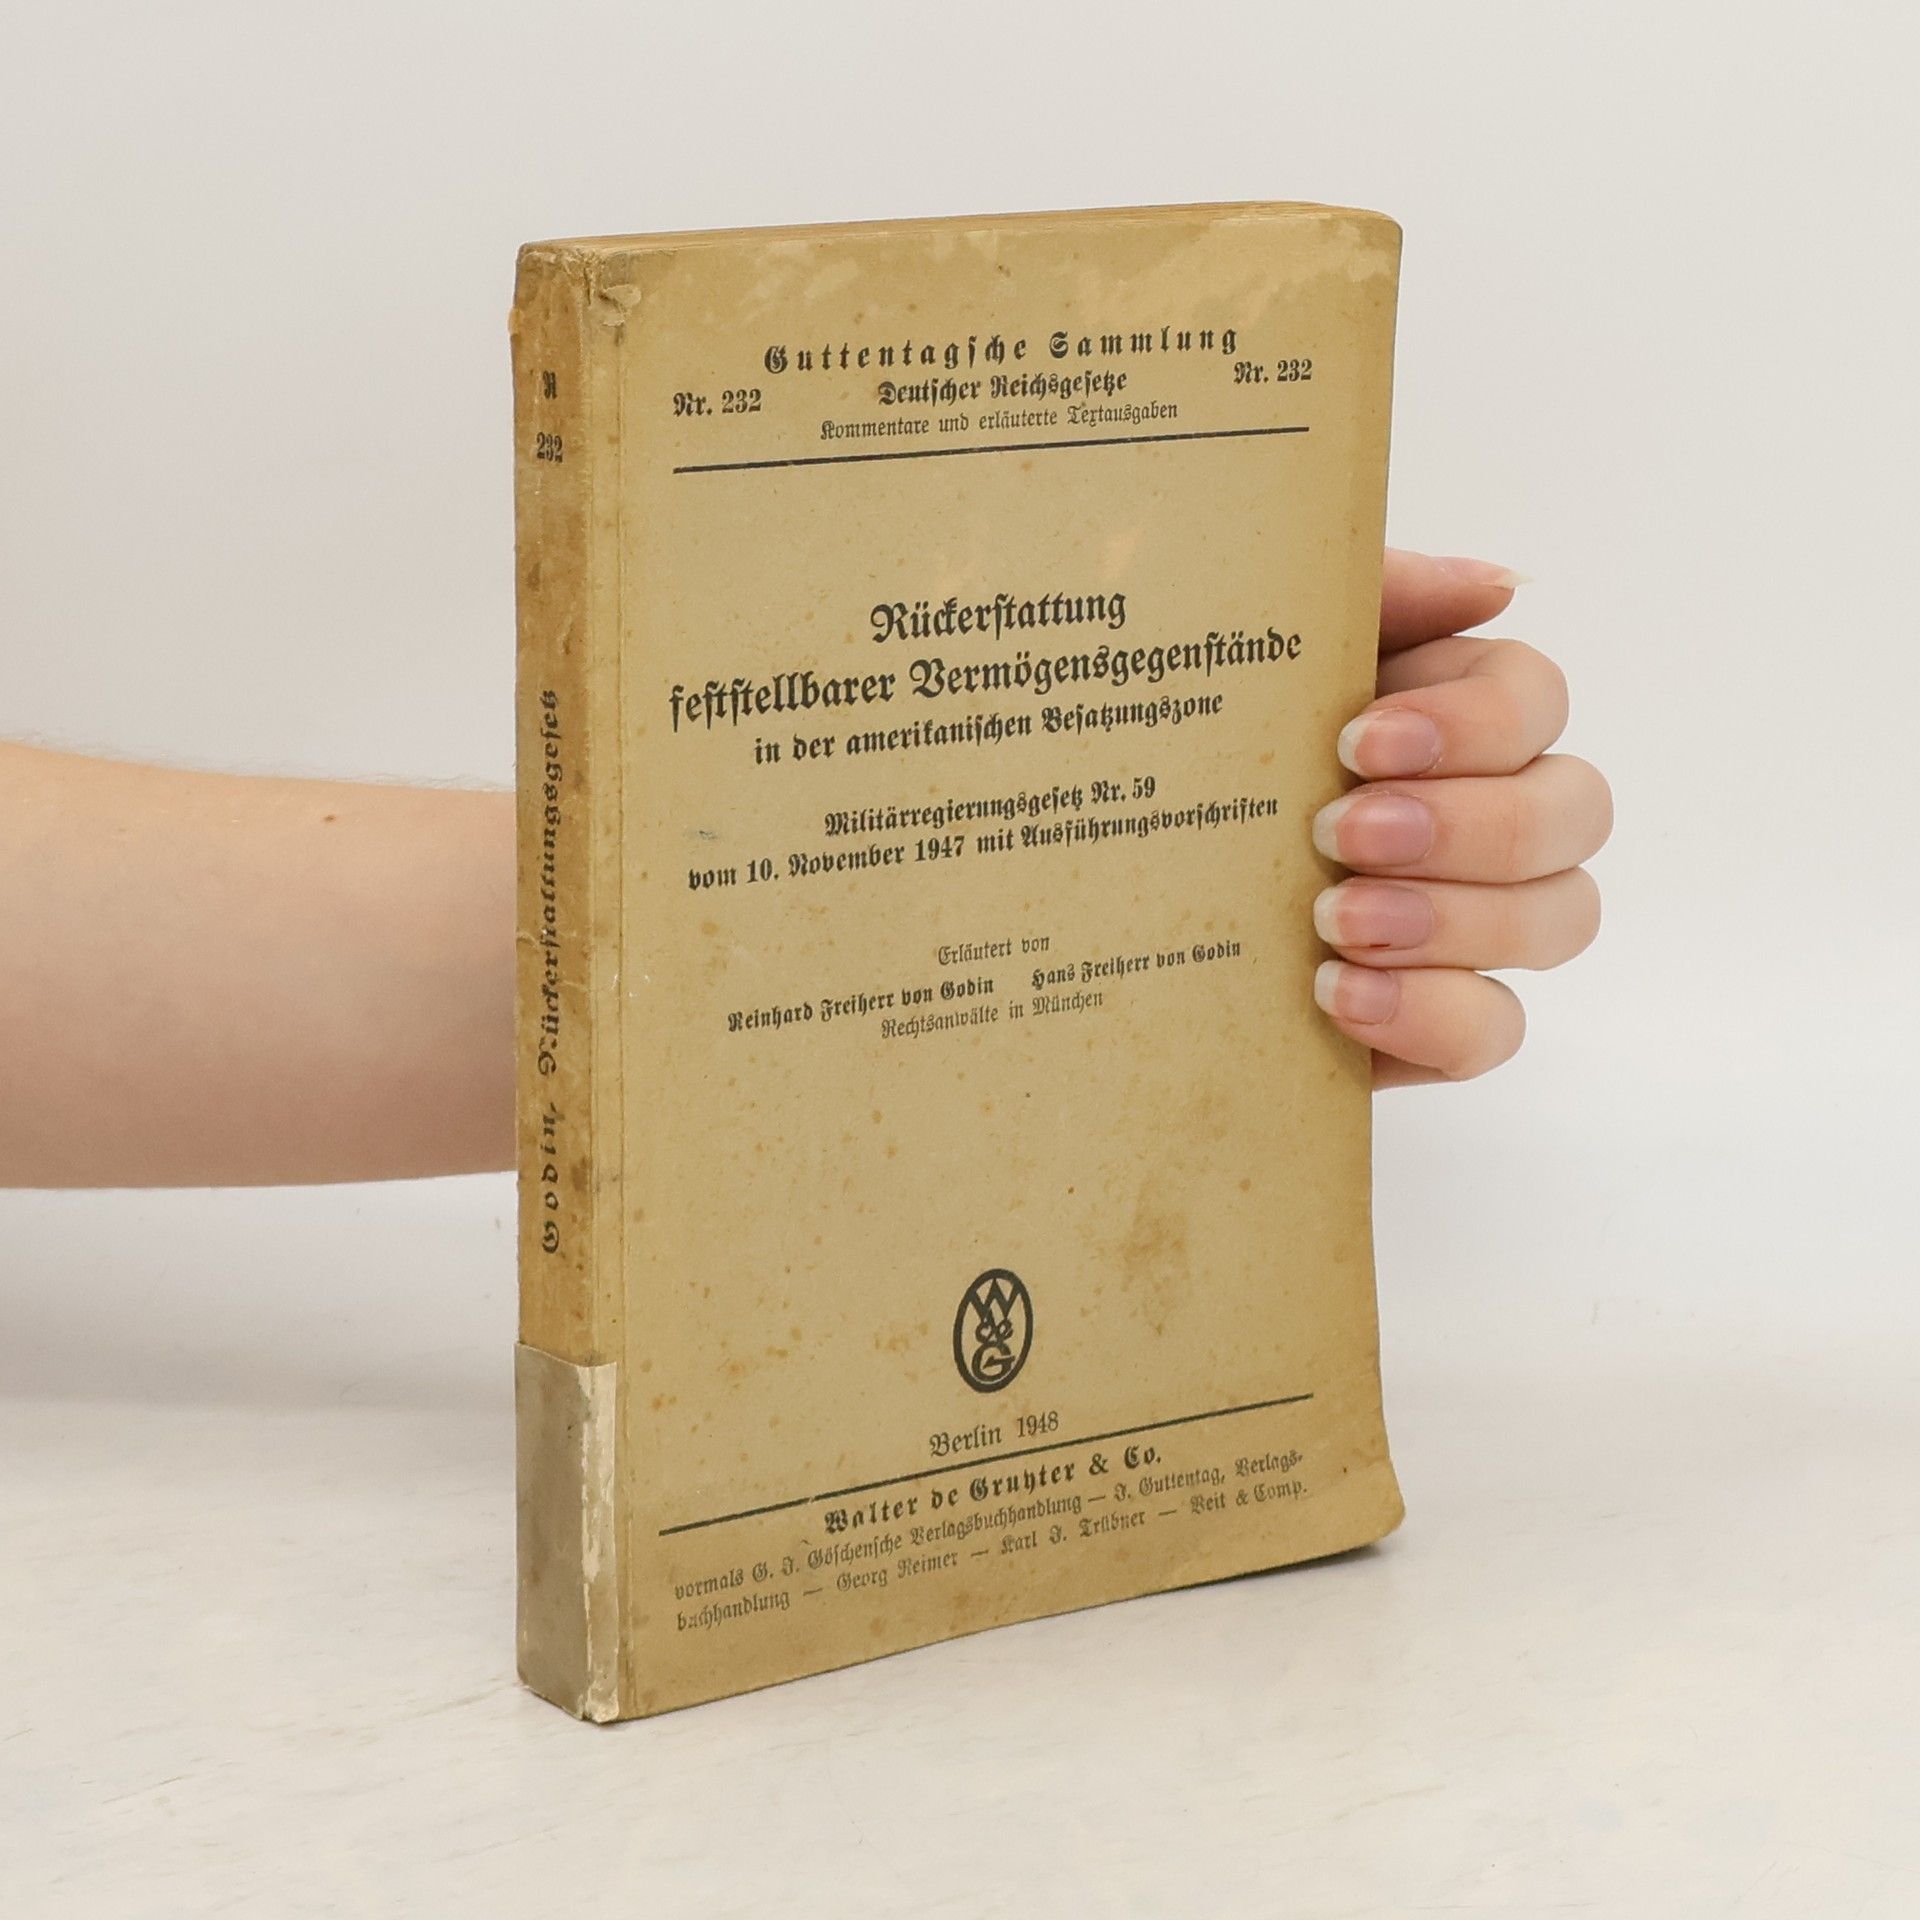 Guttentagsche Sammlung
Nr. 232 Deutscher Reichsgesetze Nr. 232
Kommentare und erläuterte Textausgaben
Rückerstattung
feststellbarer Vermögensgegenstände
in der amerikanischen Besatzungszone
Militärregierungsgesetz Nr. 59
vom 10. November 1947 mit Ausführungsvorschriften
Erläutert von
Reinhard Freiherr von Godin Hans Freiherr von Godin
Rechtsanwälte in München
W
de
G
Berlin 1948
Walter de Gruyter & Co.
vormals G. J. Göschensche Verlagsbuchhandlung — J. Guttentag, Verlags-
buchhandlung — Georg Reimer — Karl J. Trübner — Veit & Comp.
232
Godin, Rückerstattungsgesetz